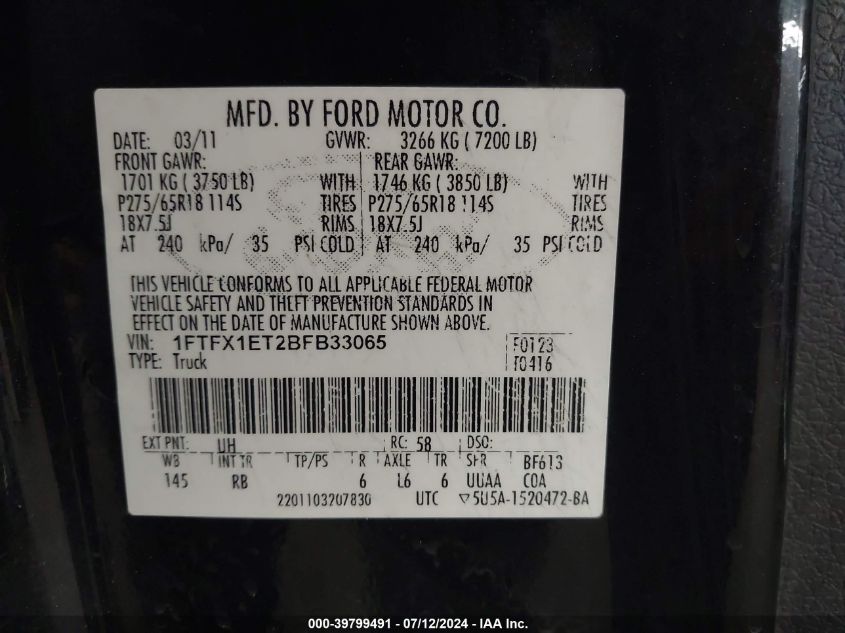 MFD. BY FORD MOTOR CO.
DATE: 03/11 GVWR: 3266 KG ( 7200 LB)
FRONT GAWR: REAR GAWR:
1701 KG ( 3750 LB) WITH 1746 KG ( 3850 LB) WITH
P275/65R18 114S TIRES P275/65R18 114S TIRES
18X7.5J RIMS 18X7.5J RIMS
AT 240 kPa/ 35 PSI COLD AT 240 kPa/ 35 PSI COLD
THIS VEHICLE CONFORMS TO ALL APPLICABLE FEDERAL MOTOR
VEHICLE SAFETY AND THEFT PREVENTION STANDARDS IN
EFFECT ON THE DATE OF MANUFACTURE SHOWN ABOVE.
VIN: 1FTFX1ET2BFB33065 F0123
TYPE: Truck T0416
EXT PNT: UH RC: 58 DSO:
WB INT TR TP/PS R AXLE TR SPR BF613
145 RB 6 L6 6 UUAA COA
2201103207830 UTC ▽5U5A-1520472-BA
000-39799491 - 07/12/2024 - IAA Inc.